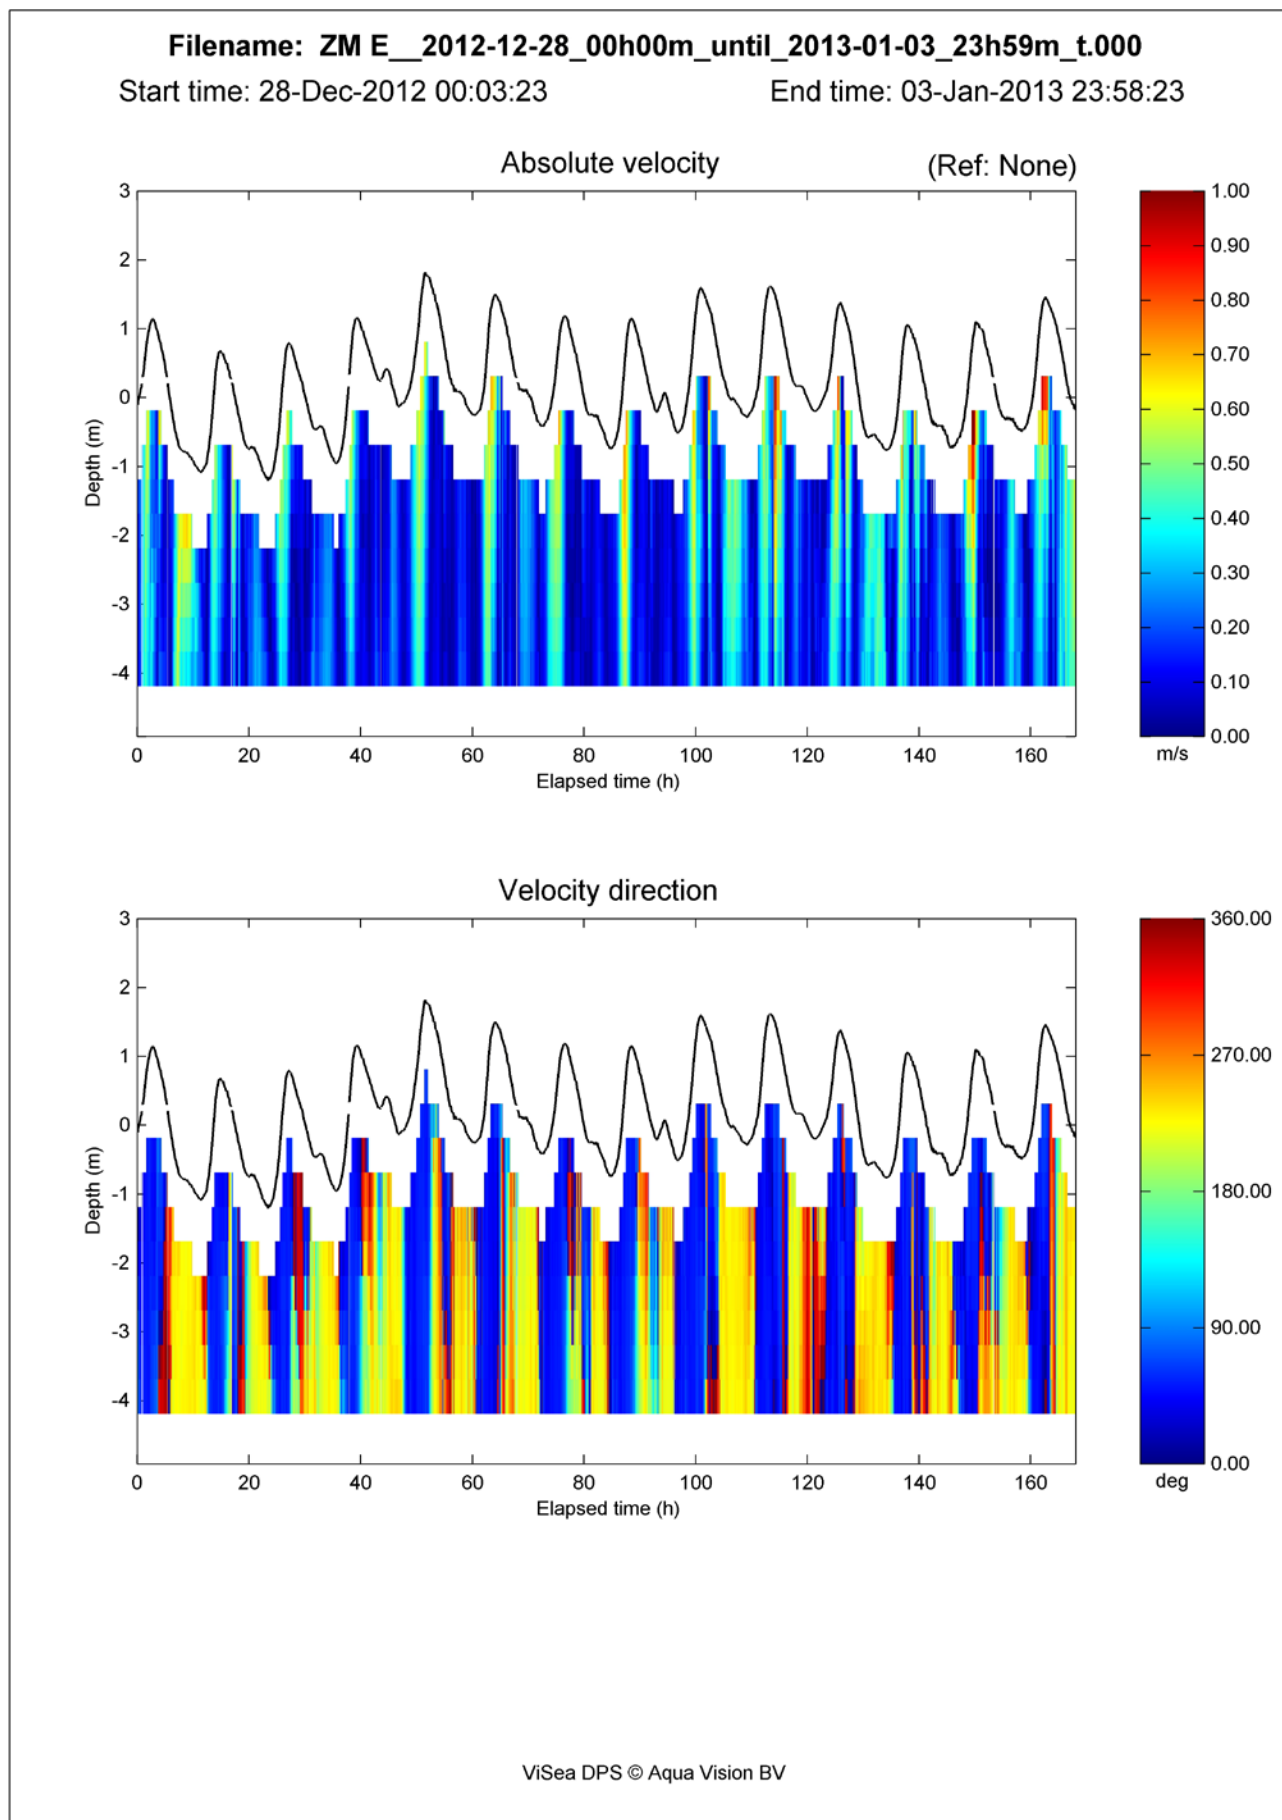 Filename:  ZM E__2012-12-28_00h00m_until_2013-01-03_23h59m_t.000
Start time: 28-Dec-2012 00:03:23 End time: 03-Jan-2013 23:58:23
Absolute velocity (Ref: None)
3
2
1
0
-1
-2
-3
-4
Depth (m)
0 20 40 60 80 100 120 140 160
Elapsed time (h)
1.00
0.90
0.80
0.70
0.60
0.50
0.40
0.30
0.20
0.10
0.00
m/s
Velocity direction
3
2
1
0
-1
-2
-3
-4
Depth (m)
0 20 40 60 80 100 120 140 160
Elapsed time (h)
360.00
270.00
180.00
90.00
0.00
deg
ViSea DPS © Aqua Vision BV